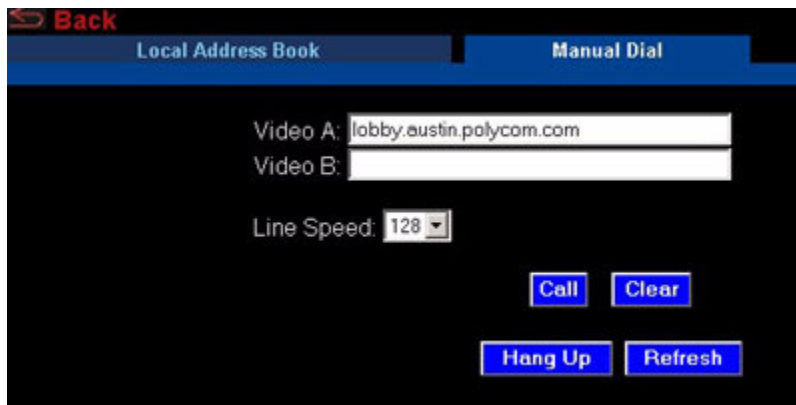 Back
Local Address Book Manual Dial
Video A: lobby.austin.polycom.com
Video B:
Line Speed: 128
Call Clear
Hang Up Refresh